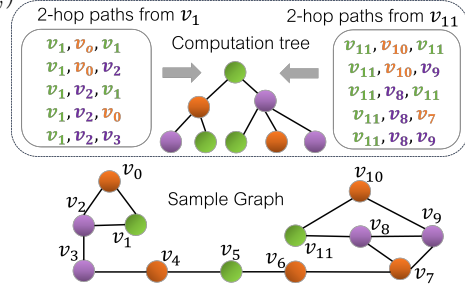 2-hop paths from v₁
2-hop paths from v₁₁
v₁, vₒ, v₁
v₁, v₀, v₂
v₁, v₂, v₁
v₁, v₂, v₀
v₁, v₂, v₃
Computation tree
v₁₁, v₁₀, v₁₁
v₁₁, v₁₀, v₉
v₁₁, v₈, v₁₁
v₁₁, v₈, v₇
v₁₁, v₈, v₉
v₀
v₁₀
Sample Graph
v₂
v₁
v₃
v₄
v₅
v₆
v₁₁
v₈
v₉
v₇